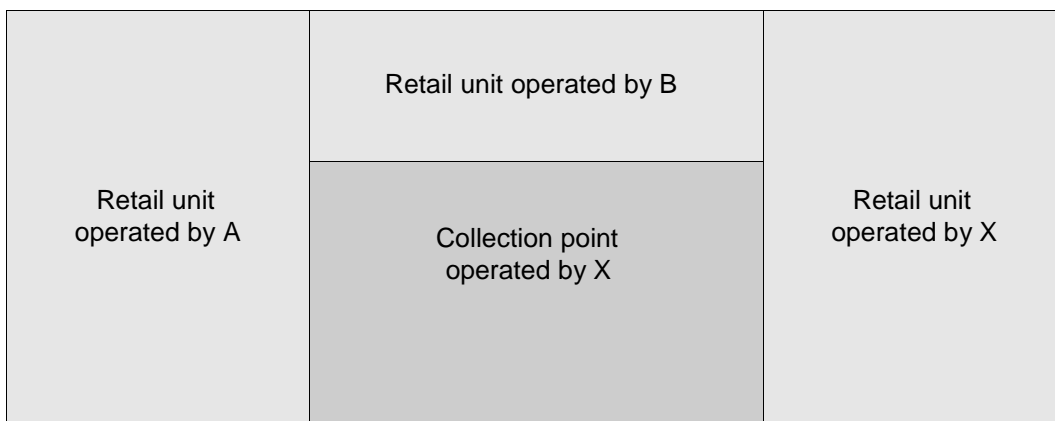 Retail unit operated by B
Retail unit
operated by A
Collection point
operated by X
Retail unit
operated by X